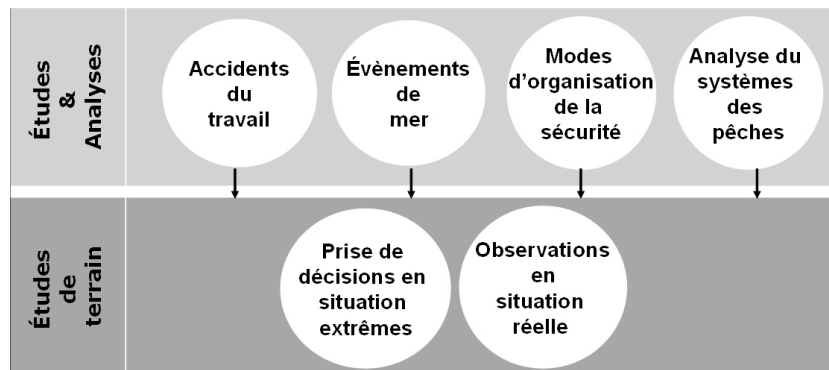 Études
&
Analyses
Accidents
du
travail
Évènements
de
mer
Modes
d'organisation
de la
sécurité
Analyse du
systèmes
des
pêches
Études
de
terrain
Prise de
décisions en
situation
extrêmes
Observations
en
situation
réelle